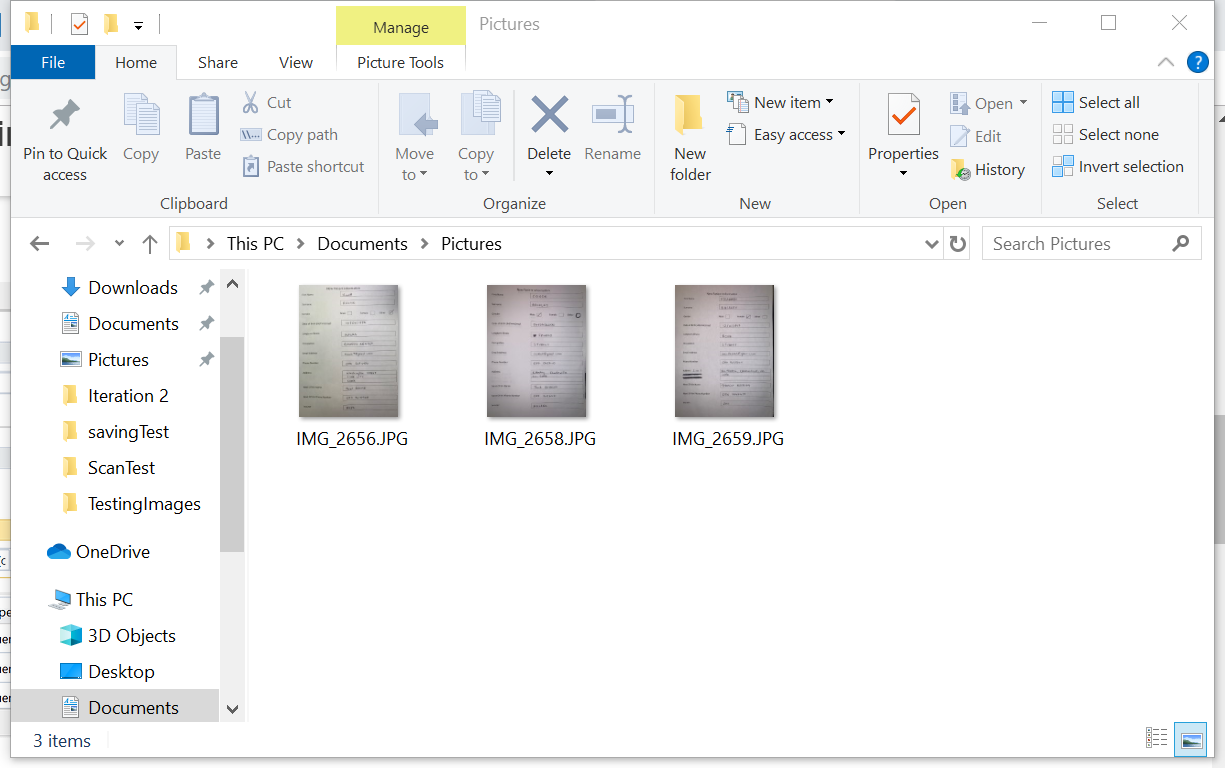 Manage
Pictures
File
Home
Share
View
Picture Tools
Pin to Quick access
Copy
Paste
Cut
Copy path
Paste shortcut
Clipboard
Move to
Copy to
Delete
Rename
Organize
New folder
New item
Easy access
New
Properties
Open
Edit
History
Open
Select all
Select none
Invert selection
Select
This PC > Documents > Pictures
Search Pictures
Downloads
Documents
Pictures
Iteration 2
savingTest
ScanTest
TestingImages
OneDrive
This PC
3D Objects
Desktop
Documents
IMG_2656.JPG
IMG_2658.JPG
IMG_2659.JPG
3 items